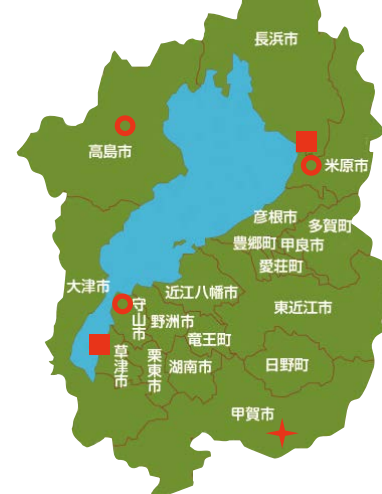 長浜市
高島市
米原市
彦根市
多賀町
豊郷町
甲良市
愛荘町
大津市
近江八幡市
守山市
野洲市
東近江市
竜王町
草津市
栗東市
湖南市
日野町
甲賀市